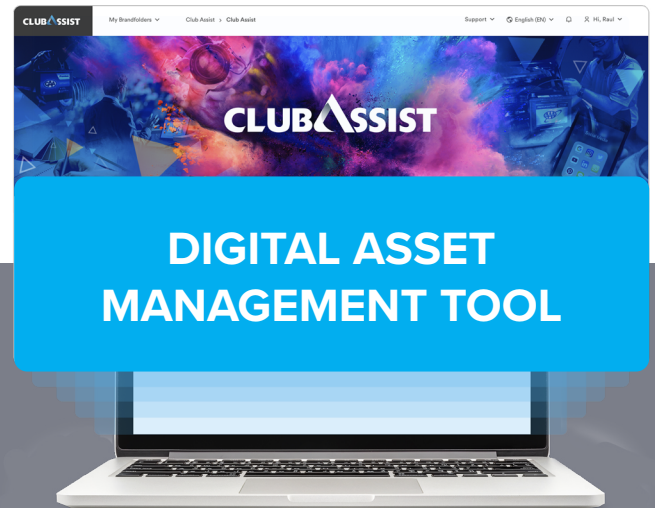 CLUBASSIST
My Brandfolders
Club Assist > Club Assist
Support
English (EN)
Hi, Raul
CLUBASSIST
DIGITAL ASSET
MANAGEMENT TOOL